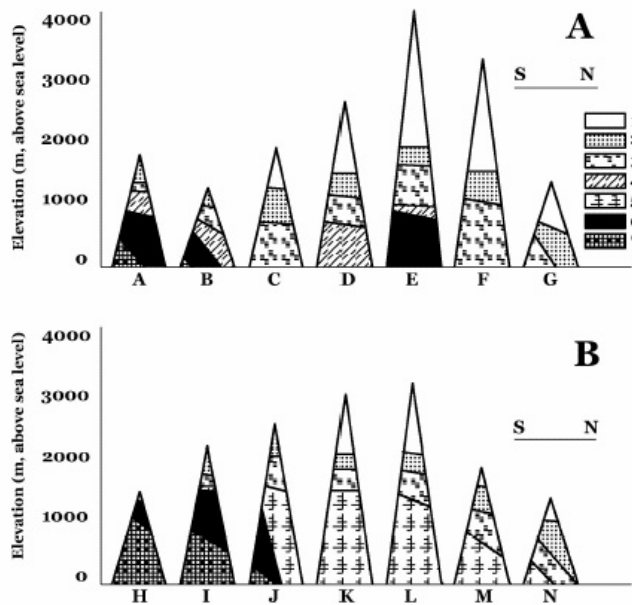 4000
A
3000
S N
2000
1000
0
Elevation (m, above sea level)
A B C D E F G
4000
B
3000
S N
2000
1000
0
Elevation (m, above sea level)
H I J K L M N